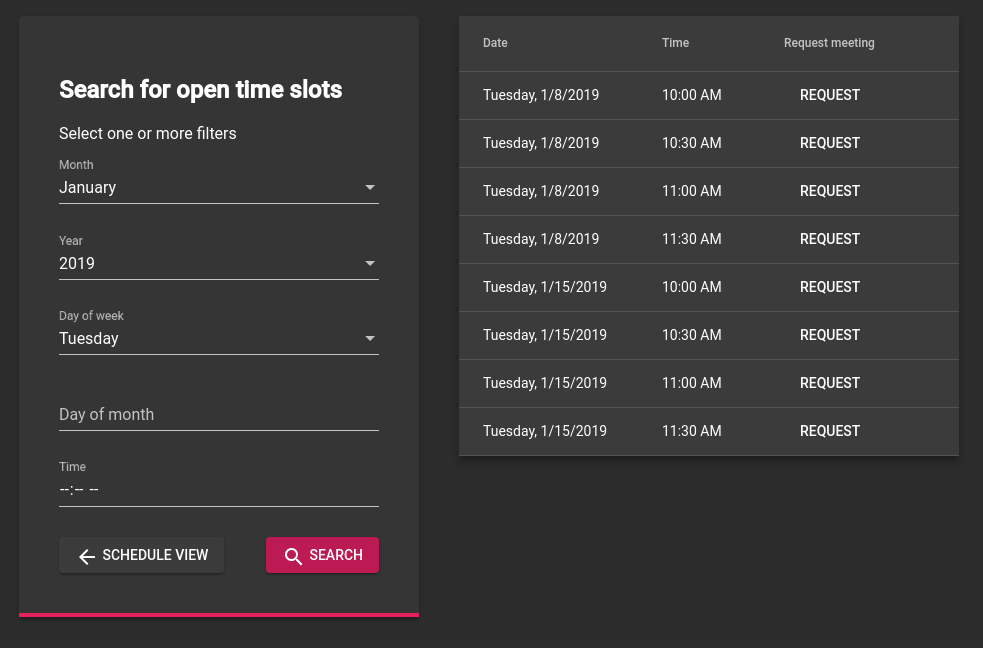 Search for open time slots
Select one or more filters
Month
January
Year
2019
Day of week
Tuesday
Day of month
Time
--:-- --
SCHEDULE VIEW
SEARCH
Date Time Request meeting
Tuesday, 1/8/2019 10:00 AM REQUEST
Tuesday, 1/8/2019 10:30 AM REQUEST
Tuesday, 1/8/2019 11:00 AM REQUEST
Tuesday, 1/8/2019 11:30 AM REQUEST
Tuesday, 1/15/2019 10:00 AM REQUEST
Tuesday, 1/15/2019 10:30 AM REQUEST
Tuesday, 1/15/2019 11:00 AM REQUEST
Tuesday, 1/15/2019 11:30 AM REQUEST